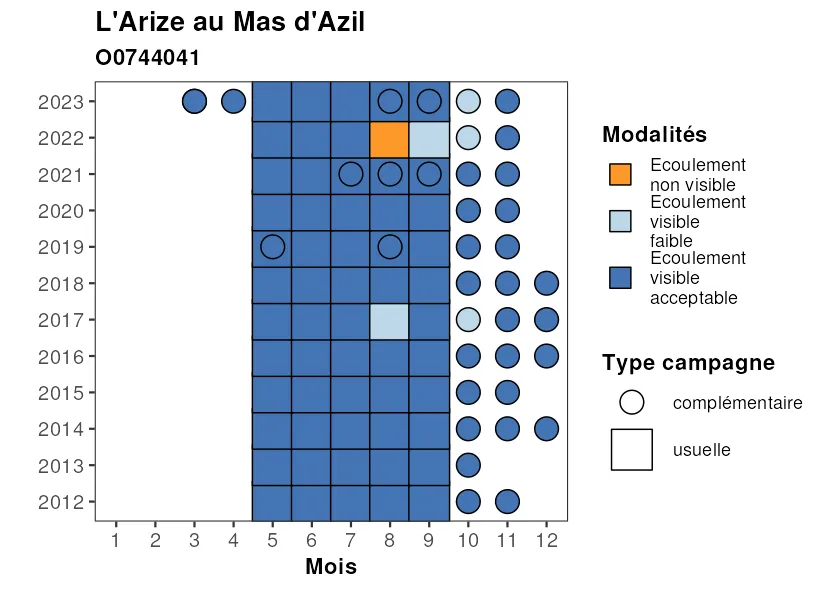 L'Arize au Mas d'Azil
O0744041
2023
2022
2021
2020
2019
2018
2017
2016
2015
2014
2013
2012
1 2 3 4 5 6 7 8 9 10 11 12
Mois
Modalités
Ecoulement
non visible
Ecoulement
visible
faible
Ecoulement
visible
acceptable
Type campagne
complémentaire
usuelle